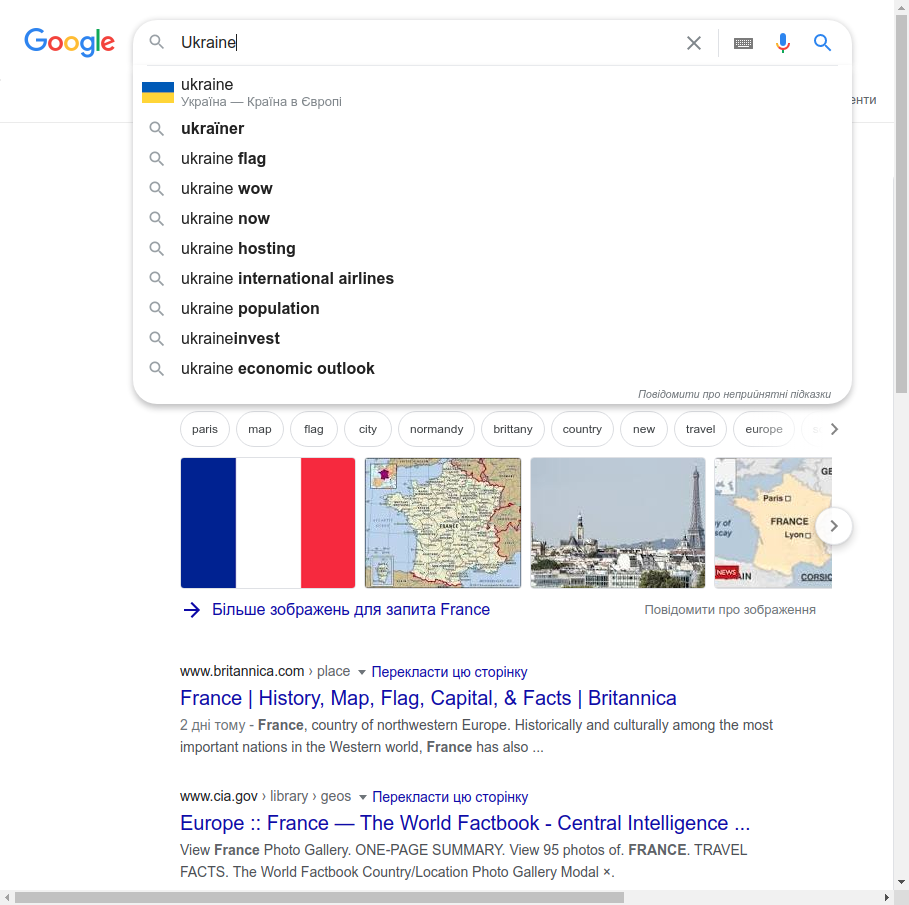 Google
Ukraine
ukraine
Україна — Країна в Європі
енти
ukraїner
ukraine flag
ukraine wow
ukraine now
ukraine hosting
ukraine international airlines
ukraine population
ukraineinvest
ukraine economic outlook
Повідомити про неприйнятні підказки
paris map flag city normandy brittany country new travel europe
Paris
FRANCE
Lyon
NEWS
CORSIC
FRANCE
Більше зображень для запита France
Повідомити про зображення
www.britannica.com › place Перекласти цю сторінку
France | History, Map, Flag, Capital, & Facts | Britannica
2 дні тому - France, country of northwestern Europe. Historically and culturally among the most
important nations in the Western world, France has also ...
www.cia.gov › library › geos Перекласти цю сторінку
Europe :: France — The World Factbook - Central Intelligence ...
View France Photo Gallery. ONE-PAGE SUMMARY. View 95 photos of. FRANCE. TRAVEL
FACTS. The World Factbook Country/Location Photo Gallery Modal ×.